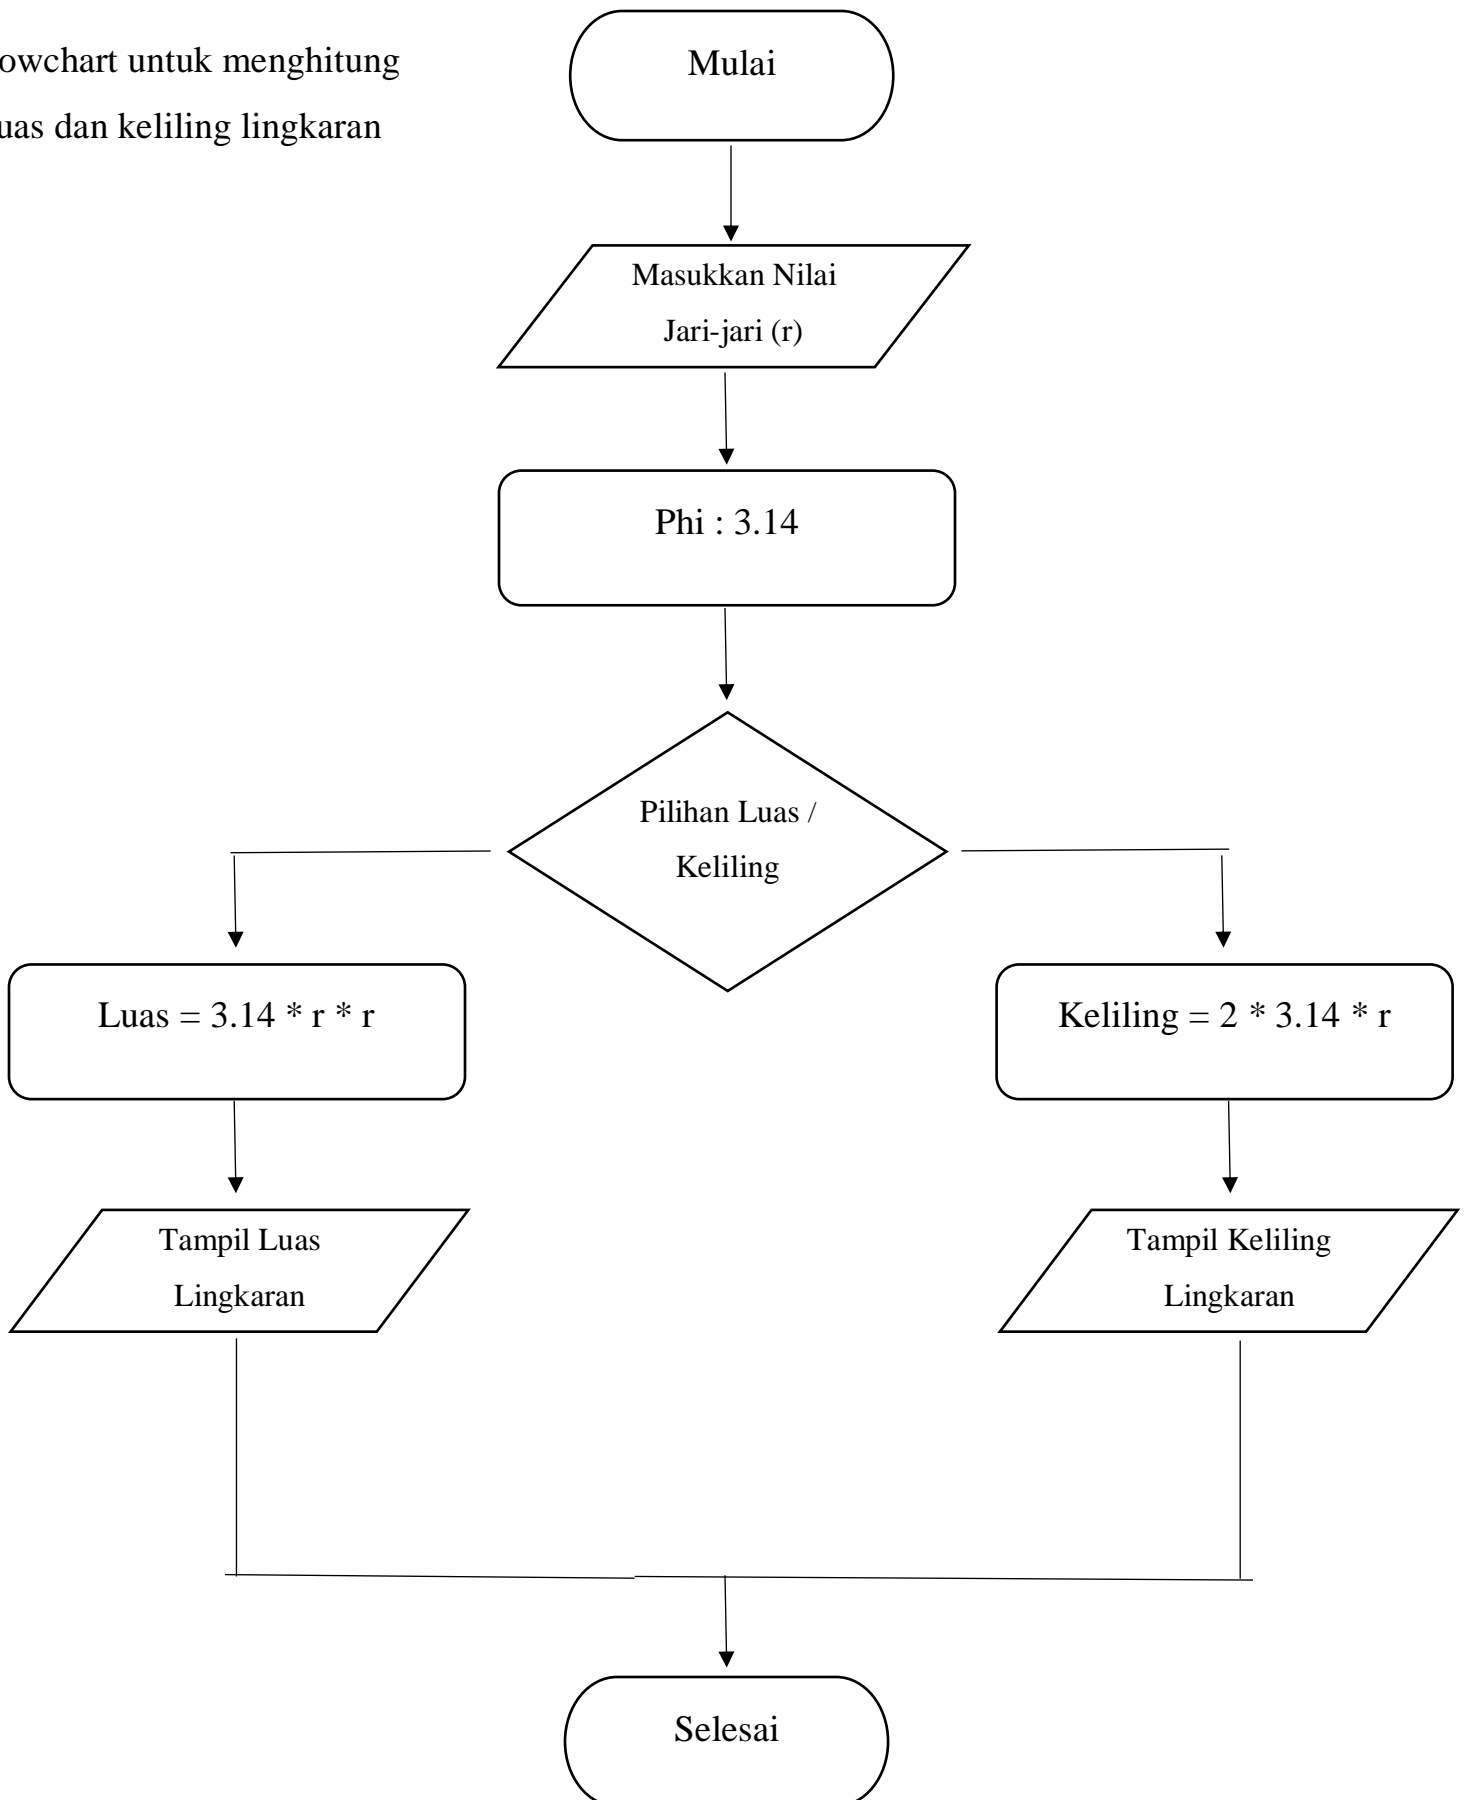 owchart untuk menghitung
uas dan keliling lingkaran
Mulai
Masukkan Nilai
Jari-jari (r)
Phi : 3.14
Pilihan Luas /
Keliling
Luas = 3.14 * r * r
Keliling = 2 * 3.14 * r
Tampil Luas
Lingkaran
Tampil Keliling
Lingkaran
Selesai